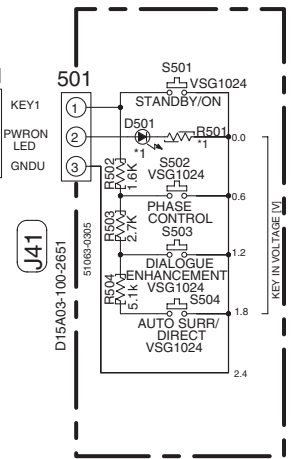 501
KEY1
1
PWRON
LED
2
GNDU
3
J41
D15A03-100-2651
51063-0305
S501
VSG1024
STANDBY/ON
D501
*1
R501
*1
0.0
R502
1.6K
S502
VSG1024
0.6
PHASE
CONTROL
R503
2.7K
S503
1.2
DIALOGUE
ENHANCEMENT
VSG1024
R504
5.1k
S504
1.8
AUTO SURR/
DIRECT
VSG1024
2.4
KEY IN VOLTAGE [V]